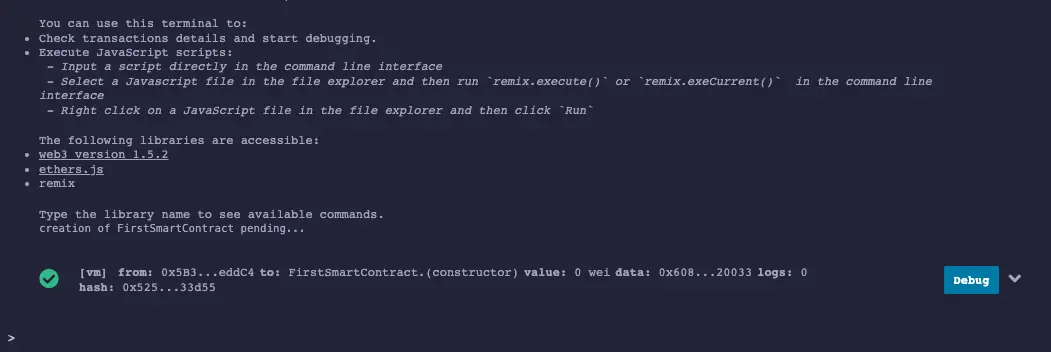 You can use this terminal to:
• Check transactions details and start debugging.
• Execute JavaScript scripts:
- Input a script directly in the command line interface
- Select a Javascript file in the file explorer and then run `remix.execute()` or `remix.exeCurrent()`  in the command line
interface
- Right click on a JavaScript file in the file explorer and then click `Run`
The following libraries are accessible:
• web3 version 1.5.2
• ethers.js
• remix
Type the library name to see available commands.
creation of FirstSmartContract pending...
[vm] from: 0x5B3...eddC4 to: FirstSmartContract.(constructor) value: 0 wei data: 0x608...20033 logs: 0
hash: 0x525...33d55
Debug
>